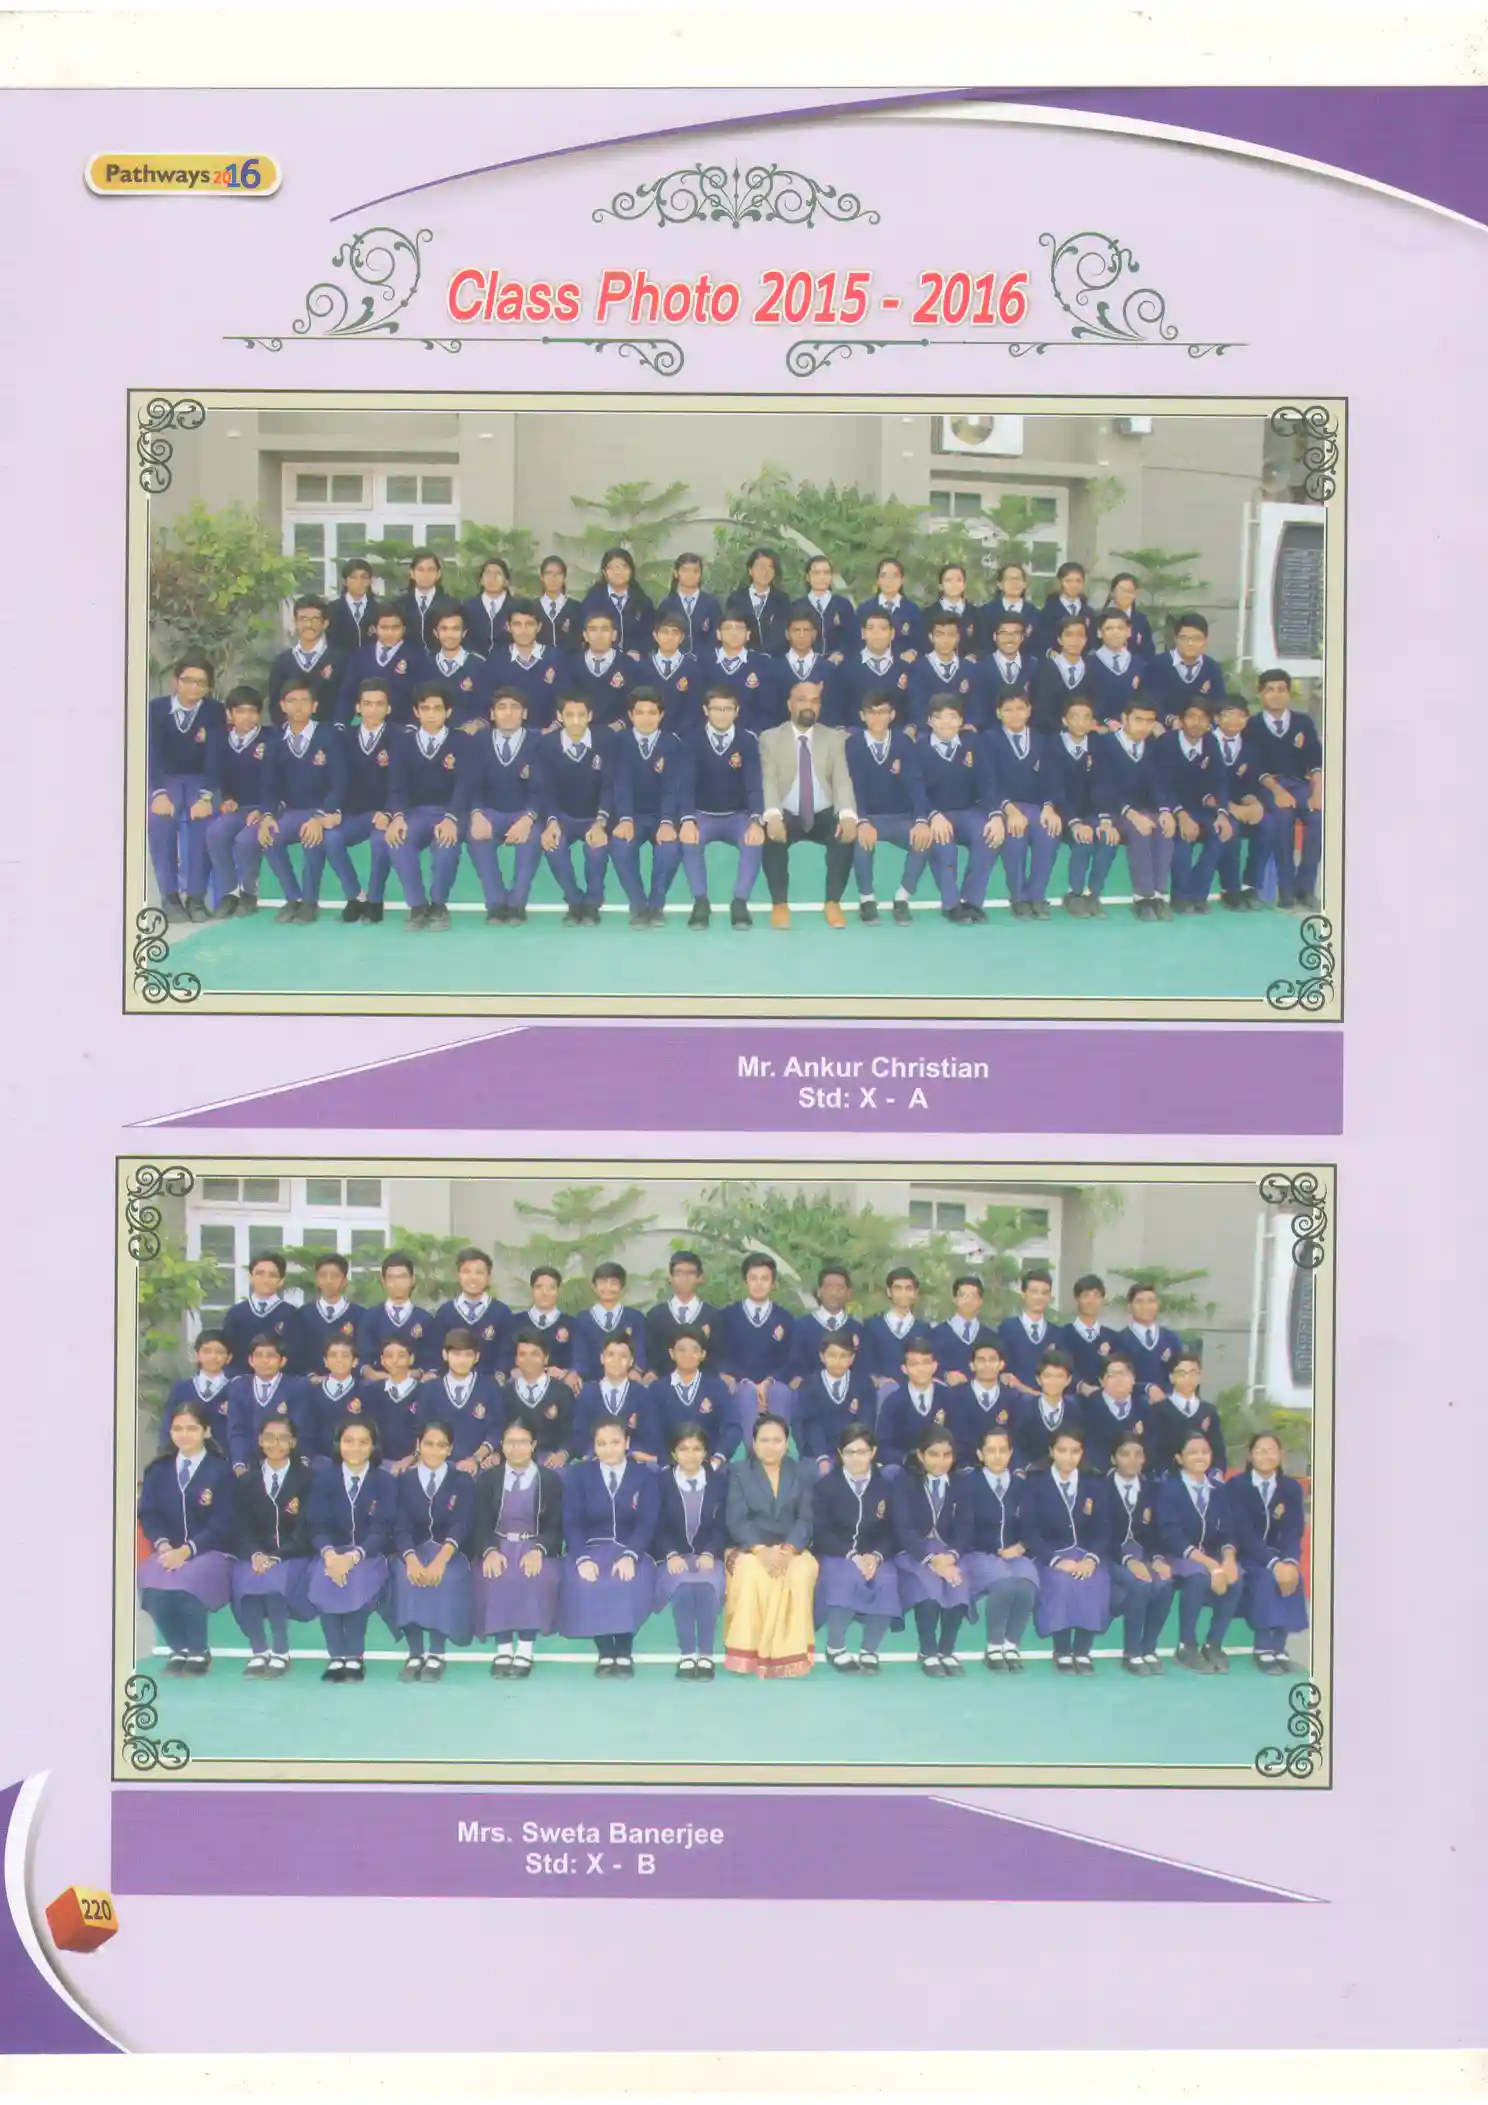 Pathways 2016
Class Photo 2015 - 2016
Mr. Ankur Christian
Std: X - A
Mrs. Sweta Banerjee
Std: X - B
220